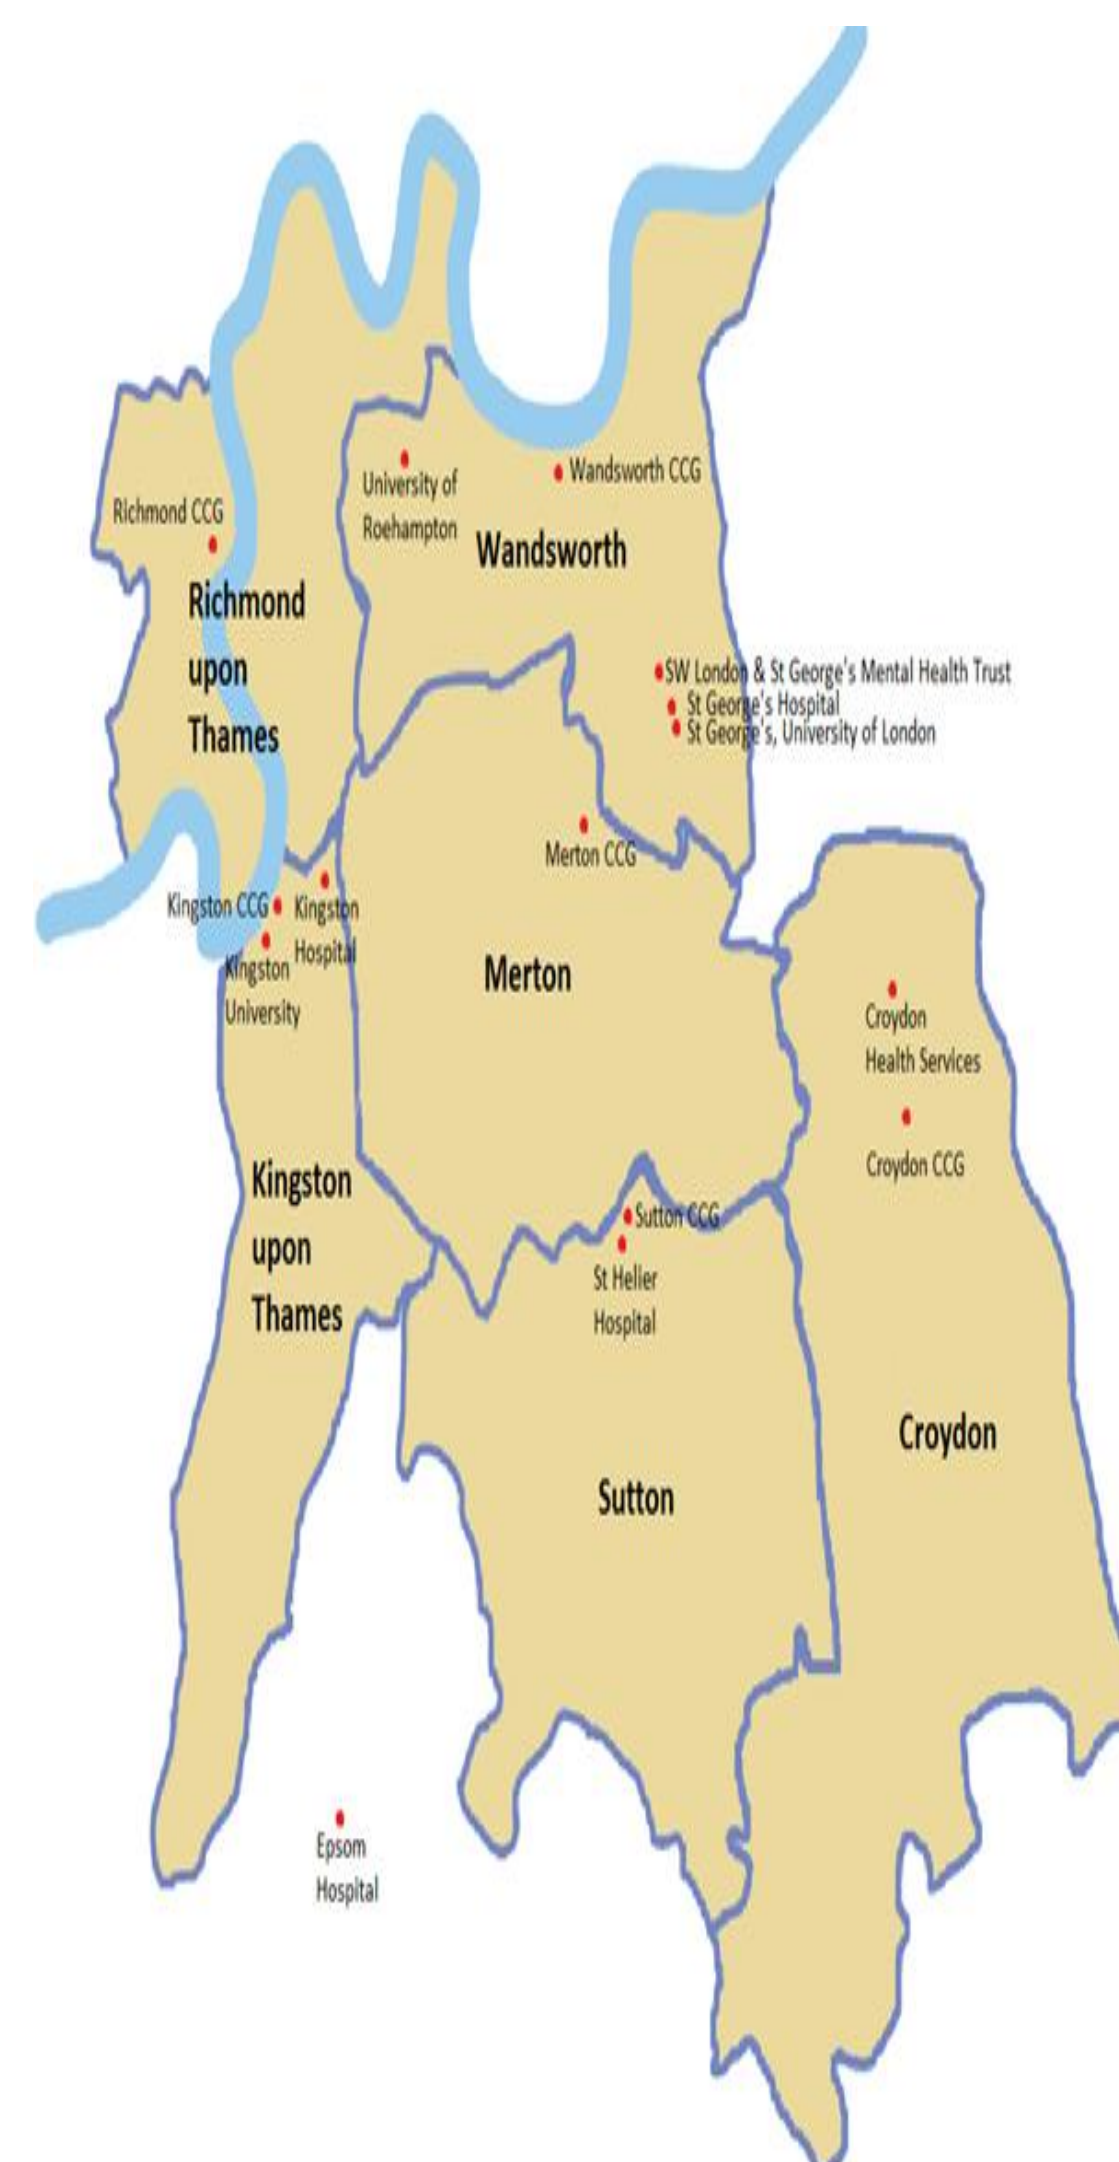 University of
Roehampton
Wandsworth CCG
Richmond CCG
Wandsworth
Richmond
upon
Thames
SW London & St George's Mental Health Trust
St George's Hospital
St George's, University of London
Merton CCG
Kingston CCG
Kingston
Hospital
Kingston
University
Merton
Croydon
Health Services
Croydon CCG
Kingston
upon
Thames
Sutton CCG
St Helier
Hospital
Croydon
Sutton
Epsom
Hospital